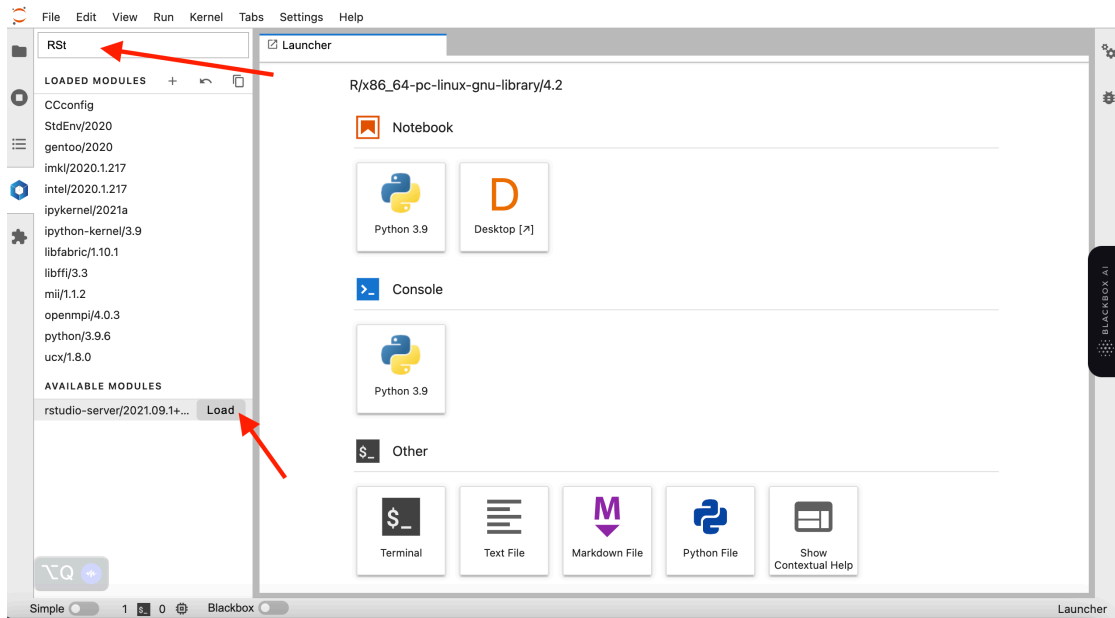 File Edit View Run Kernel Tabs Settings Help
RSt
LOADED MODULES
CCconfig
StdEnv/2020
gentoo/2020
imkl/2020.1.217
intel/2020.1.217
ipykernel/2021a
ipython-kernel/3.9
libfabric/1.10.1
libffi/3.3
mii/1.1.2
openmpi/4.0.3
python/3.9.6
ucx/1.8.0
AVAILABLE MODULES
rstudio-server/2021.09.1+... Load
⌥Q
Launcher
R/x86_64-pc-linux-gnu-library/4.2
Notebook
Python 3.9
D
Desktop [↗]
Console
Python 3.9
$_ Other
$_
Terminal
Text File
M
Markdown File
Python File
Show
Contextual Help
BLACKBOX AI
Simple 1 $_ 0 Blackbox Launcher